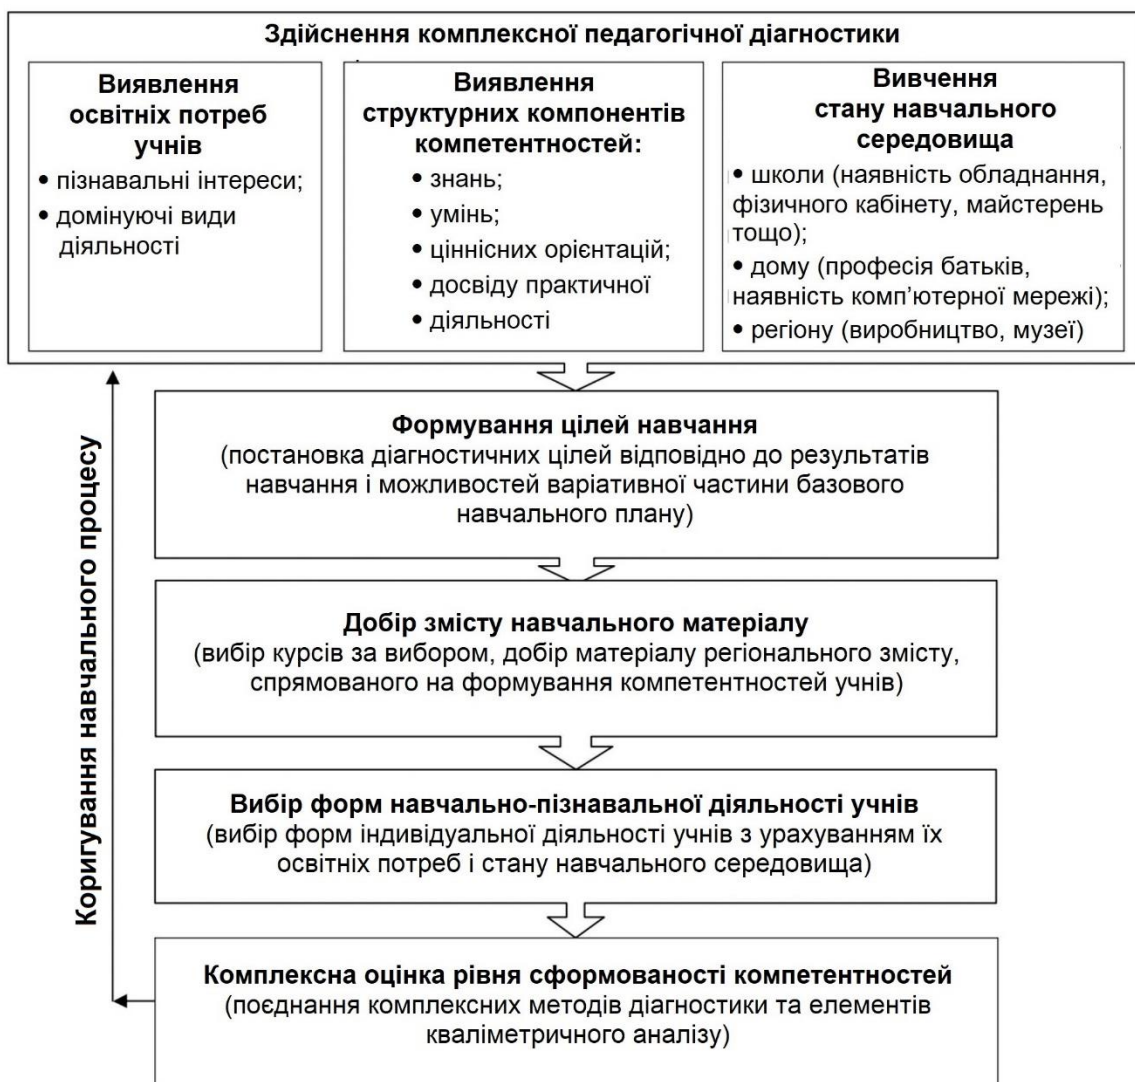 Здійснення комплексної педагогічної діагностики
Виявлення
освітніх потреб
учнів
• пізнавальні інтереси;
• домінуючі види
діяльності
Виявлення
структурних компонентів
компетентностей:
• знань;
• умінь;
• ціннісних орієнтацій;
• досвіду практичної
• діяльності
Вивчення
стану навчального
середовища
• школи (наявність обладнання,
фізичного кабінету, майстерень
тощо);
• дому (професія батьків,
наявність комп’ютерної мережі);
• регіону (виробництво, музеї)
Формування цілей навчання
(постановка діагностичних цілей відповідно до результатів
навчання і можливостей варіативної частини базового
навчального плану)
Добір змісту навчального матеріалу
(вибір курсів за вибором, добір матеріалу регіонального змісту,
спрямованого на формування компетентностей учнів)
Вибір форм навчально-пізнавальної діяльності учнів
(вибір форм індивідуальної діяльності учнів з урахуванням їх
освітніх потреб і стану навчального середовища)
Комплексна оцінка рівня сформованості компетентностей
(поєднання комплексних методів діагностики та елементів
кваліметричного аналізу)
Коригування навчального процесу